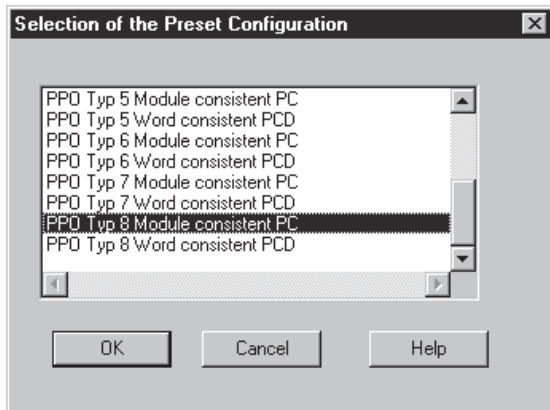 Selection of the Preset Configuration
PPO Typ 5 Module consistent PC
PPO Typ 5 Word consistent PCD
PPO Typ 6 Module consistent PC
PPO Typ 6 Word consistent PCD
PPO Typ 7 Module consistent PC
PPO Typ 7 Word consistent PCD
PPO Typ 8 Module consistent PC
PPO Typ 8 Word consistent PCD
OK Cancel Help